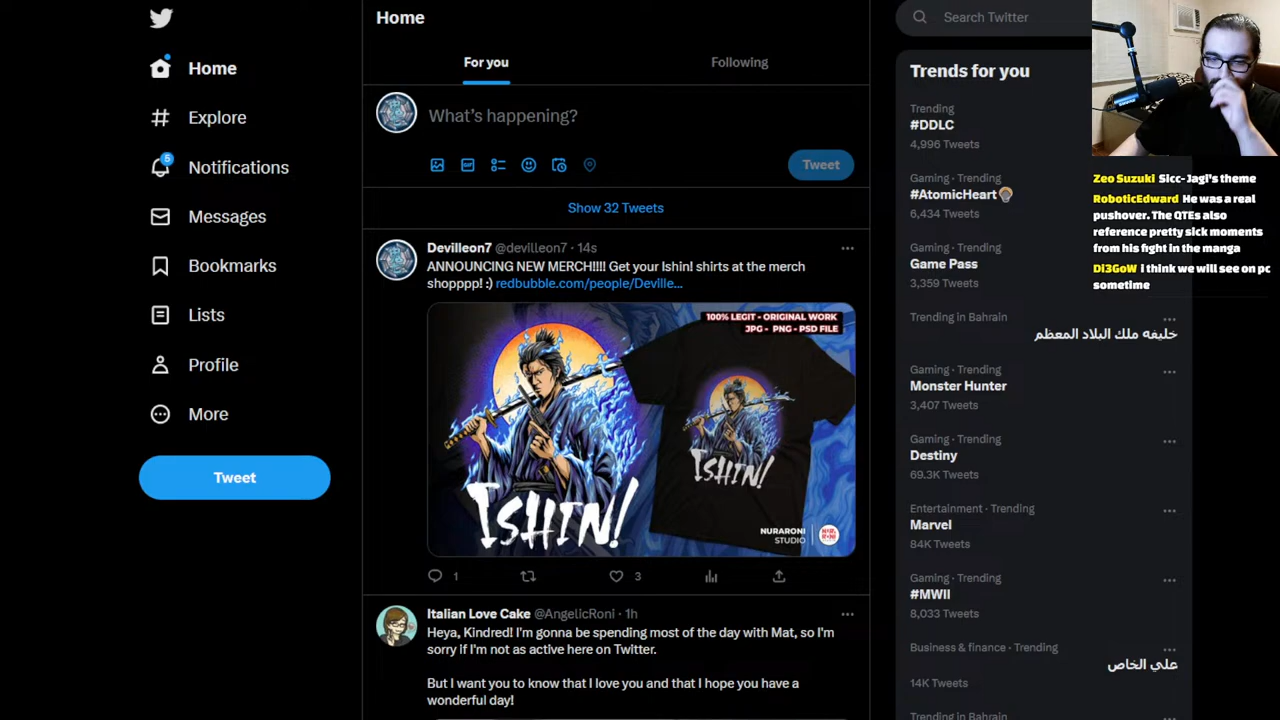 Home
Home
Explore
5
Notifications
Messages
Bookmarks
Lists
Profile
More
Tweet
For you
Following
What's happening?
GIF
Tweet
Show 32 Tweets
Devilleon7 @devilleon7 · 14s
ANNOUNCING NEW MERCH!!!! Get your Ishin! shirts at the merch
shopppp! :) redbubble.com/people/Deville...
100% LEGIT - ORIGINAL WORK
JPG - PNG - PSD FILE
ISHIN!
ISHIN!
NURARONI
STUDIO
1
3
Italian Love Cake @AngelicRoni · 1h
Heya, Kindred! I'm gonna be spending most of the day with Mat, so I'm
sorry if I'm not as active here on Twitter.
But I want you to know that I love you and that I hope you have a
wonderful day!
Search Twitter
Trends for you
Trending
#DDLC
4,996 Tweets
Gaming · Trending
#AtomicHeart
6,434 Tweets
Gaming · Trending
Game Pass
3,359 Tweets
Trending in Bahrain
خليفه ملك البلاد المعظم
Gaming · Trending
Monster Hunter
3,407 Tweets
Gaming · Trending
Destiny
69.3K Tweets
Entertainment · Trending
Marvel
84K Tweets
Gaming · Trending
#MWII
8,033 Tweets
Business & finance · Trending
علي الخاص
14K Tweets
Trending in Bahrain
Zeo Suzuki Sicc- Jagi's theme
RoboticEdward He was a real
pushover. The QTEs also
reference pretty sick moments
from his fight in the manga
DI3GoW i think we will see on pc
sometime